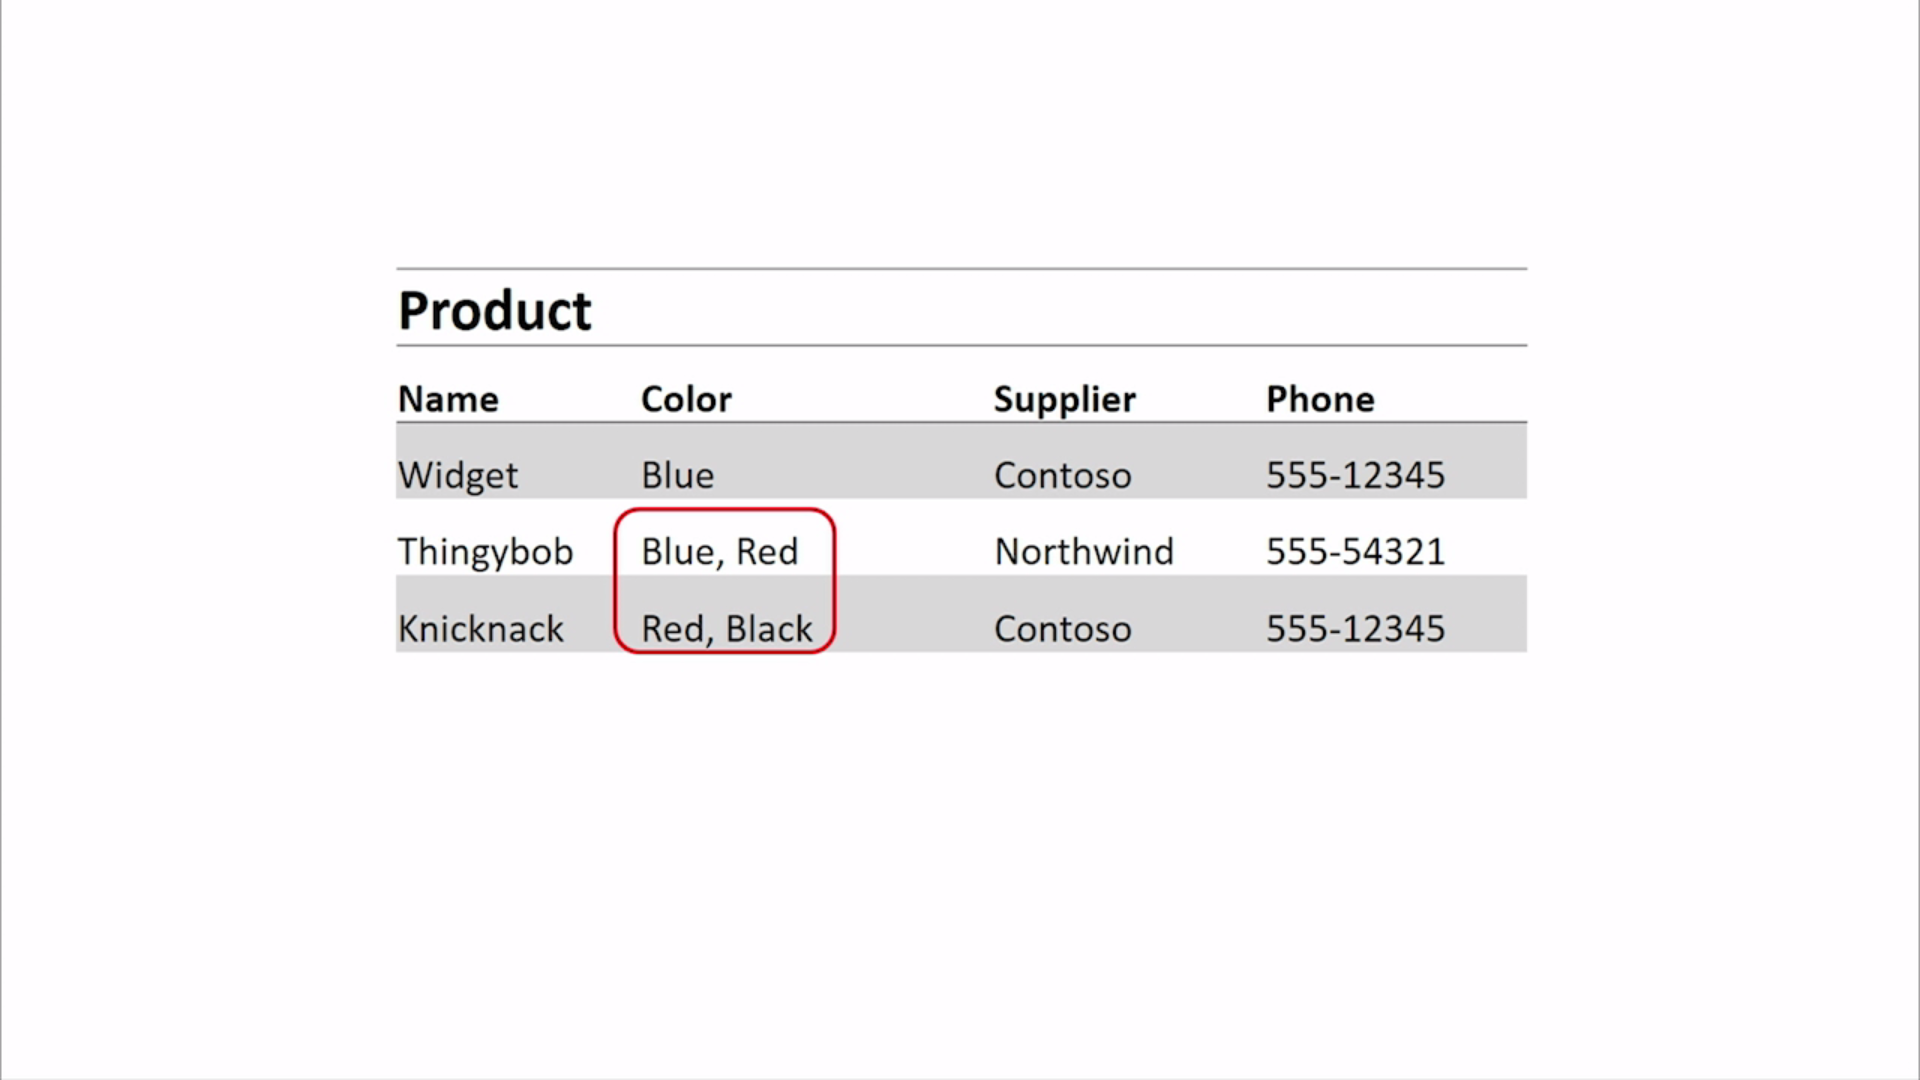 Product
Name Color Supplier Phone
Widget Blue Contoso 555-12345
Thingybob Blue, Red Northwind 555-54321
Knicknack Red, Black Contoso 555-12345